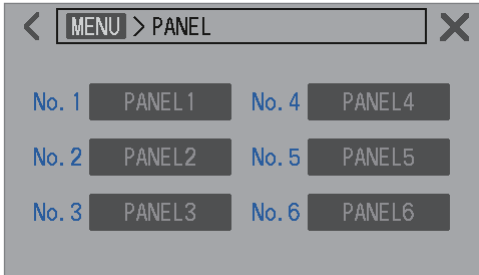 MENU > PANEL
No. 1 PANEL1 No. 4 PANEL4
No. 2 PANEL2 No. 5 PANEL5
No. 3 PANEL3 No. 6 PANEL6